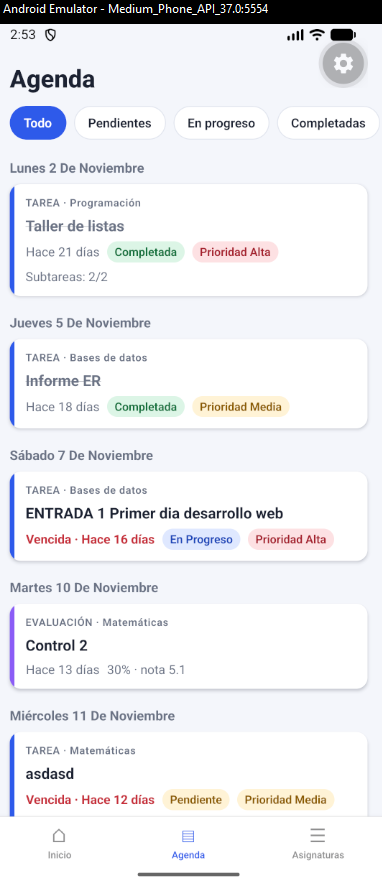 Android Emulator - Medium_Phone_API_37.0:5554
2:53
Agenda
Todo Pendientes En progreso Completadas
Lunes 2 De Noviembre
TAREA · Programación
Taller de listas
Hace 21 días Completada Prioridad Alta
Subtareas: 2/2
Jueves 5 De Noviembre
TAREA · Bases de datos
Informe ER
Hace 18 días Completada Prioridad Media
Sábado 7 De Noviembre
TAREA · Bases de datos
ENTRADA 1 Primer dia desarrollo web
Vencida · Hace 16 días En Progreso Prioridad Alta
Martes 10 De Noviembre
EVALUACIÓN · Matemáticas
Control 2
Hace 13 días 30% · nota 5.1
Miércoles 11 De Noviembre
TAREA · Matemáticas
asdasd
Vencida · Hace 12 días Pendiente Prioridad Media
Inicio Agenda Asignaturas